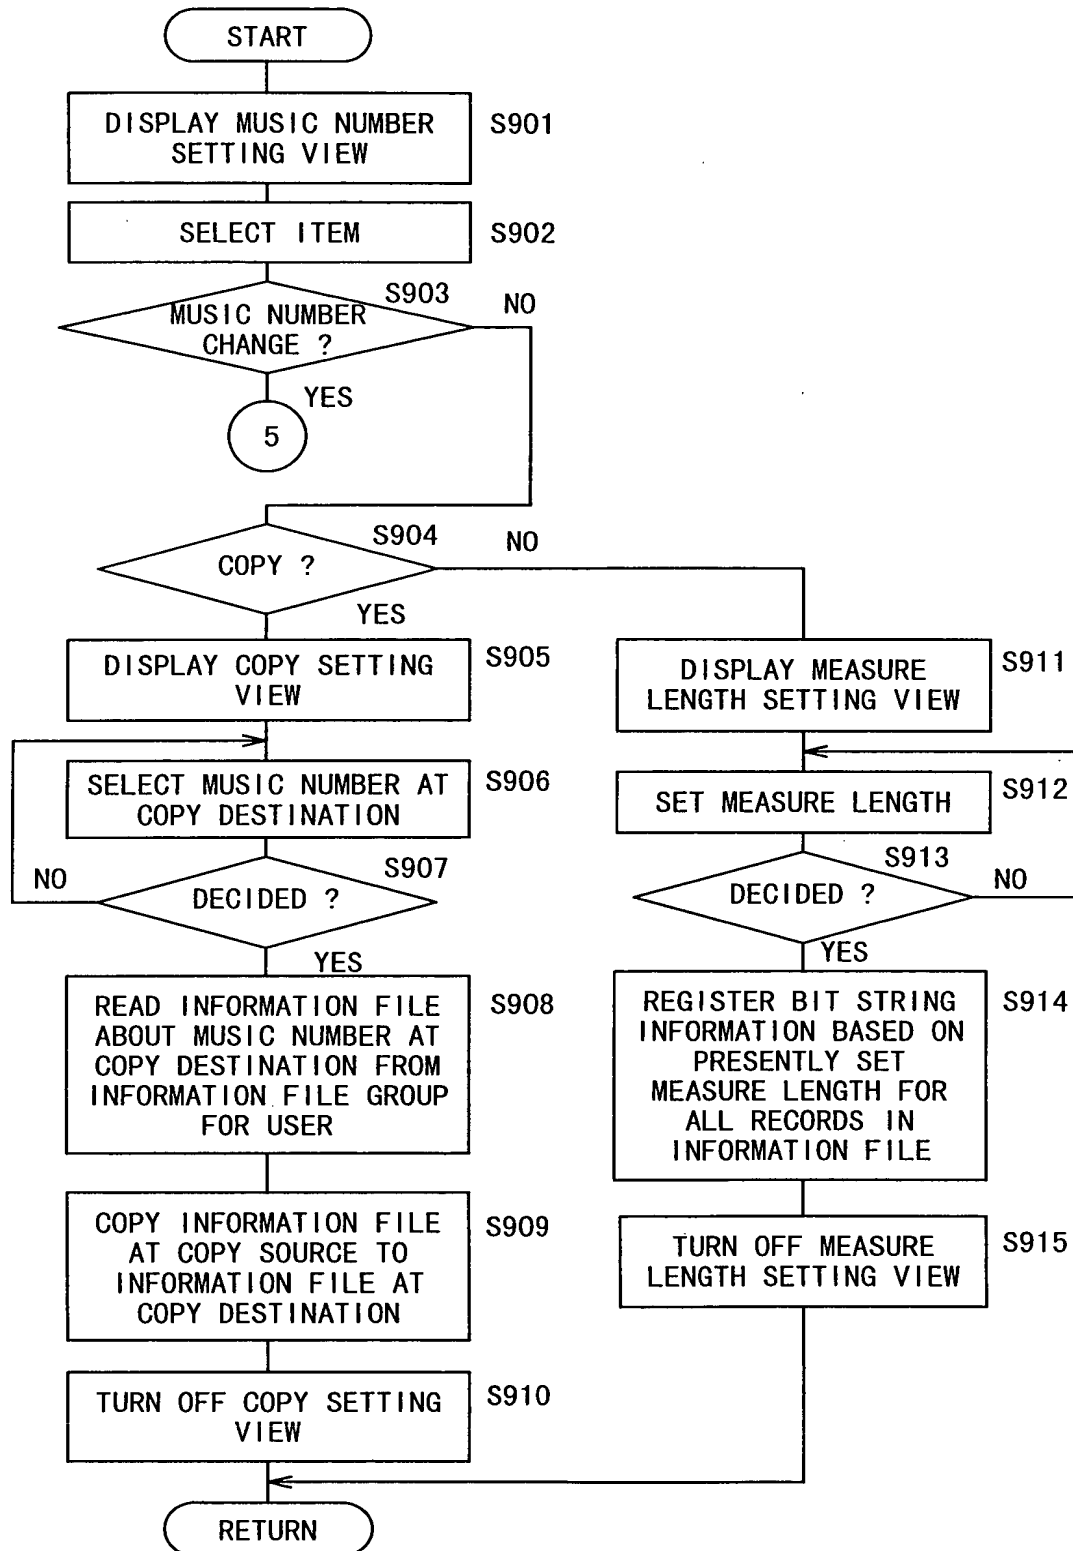 START
DISPLAY MUSIC NUMBER
SETTING VIEW
S901
SELECT ITEM
S902
S903
MUSIC NUMBER
CHANGE ?
NO
YES
5
S904
COPY ?
NO
YES
DISPLAY COPY SETTING
VIEW
S905
SELECT MUSIC NUMBER AT
COPY DESTINATION
S906
S907
DECIDED ?
NO
YES
READ INFORMATION FILE
ABOUT MUSIC NUMBER AT
COPY DESTINATION FROM
INFORMATION FILE GROUP
FOR USER
S908
COPY INFORMATION FILE
AT COPY SOURCE TO
INFORMATION FILE AT
COPY DESTINATION
S909
TURN OFF COPY SETTING
VIEW
S910
DISPLAY MEASURE
LENGTH SETTING VIEW
S911
SET MEASURE LENGTH
S912
S913
DECIDED ?
NO
YES
REGISTER BIT STRING
INFORMATION BASED ON
PRESENTLY SET
MEASURE LENGTH FOR
ALL RECORDS IN
INFORMATION FILE
S914
TURN OFF MEASURE
LENGTH SETTING VIEW
S915
RETURN